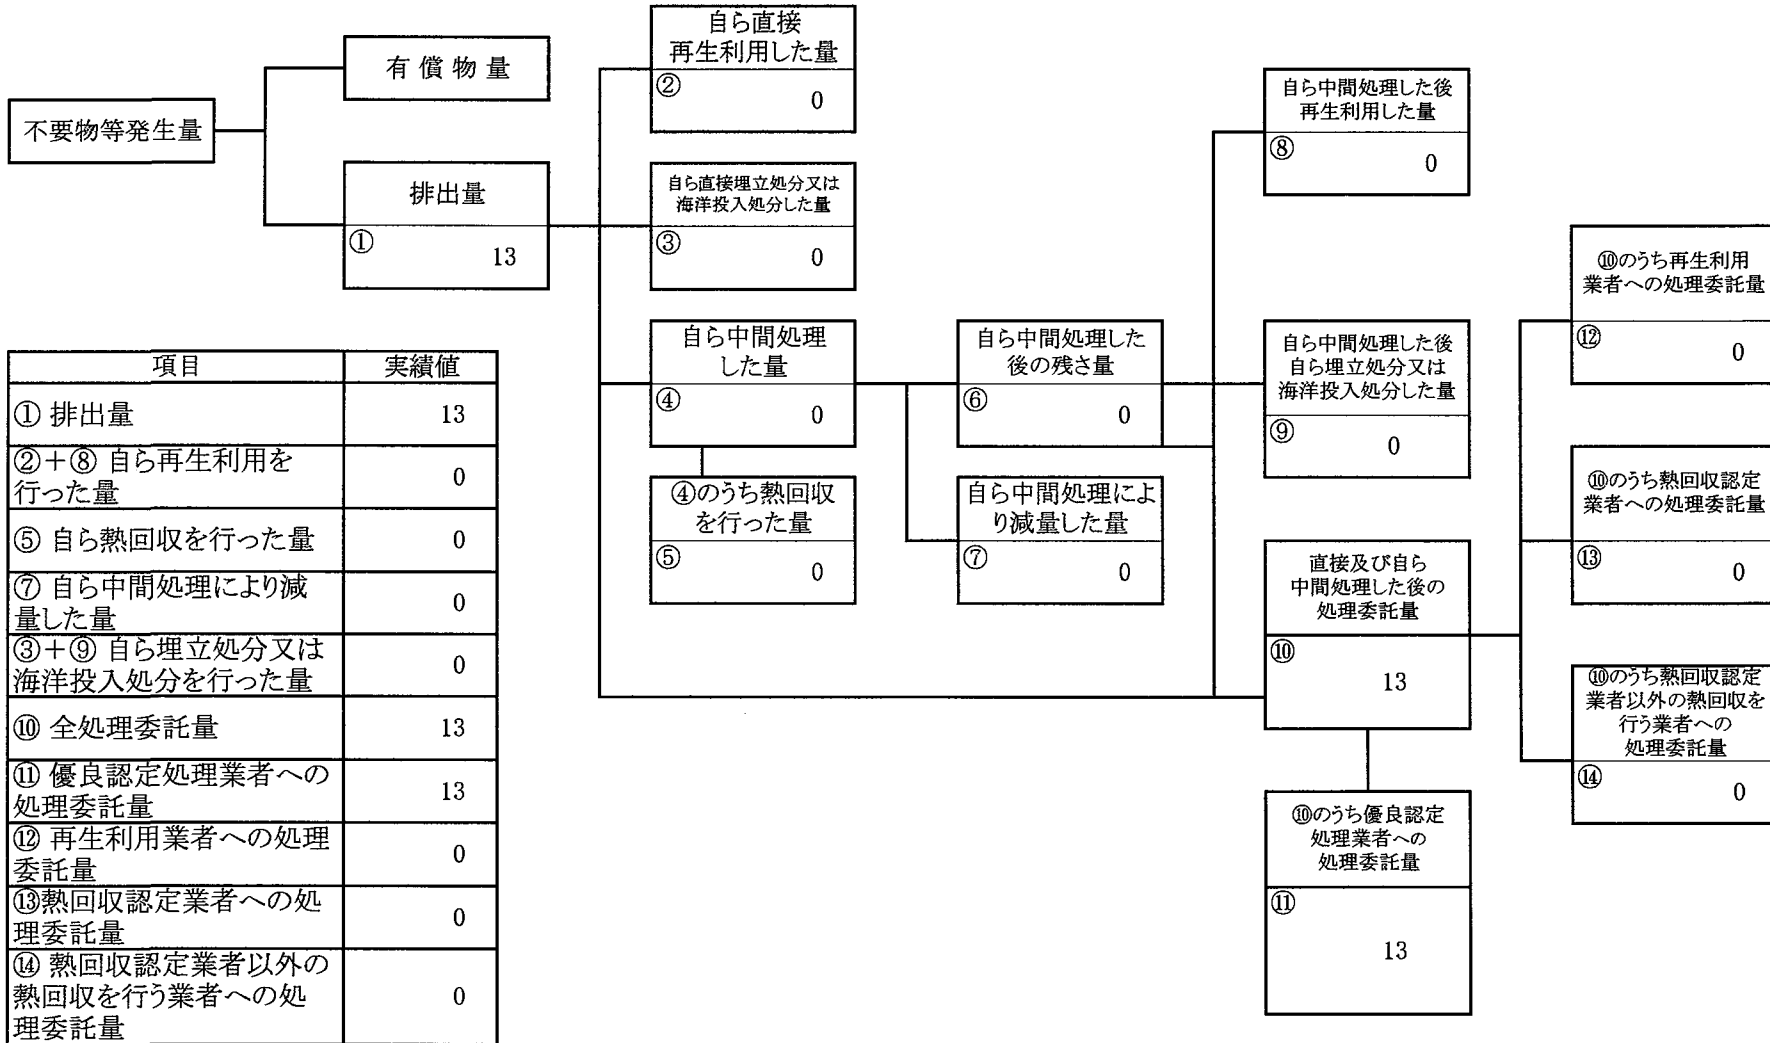 不要物等発生量
有償物量
排出量
①
13
自ら直接
再生利用した量
②
0
自ら直接埋立処分又は
海洋投入処分した量
③
0
自ら中間処理
した量
④
0
④のうち熱回収
を行った量
⑤
0
自ら中間処理した
後の残さ量
⑥
0
自ら中間処理によ
り減量した量
⑦
0
自ら中間処理した後
再生利用した量
⑧
0
自ら中間処理した後
自ら埋立処分又は
海洋投入処分した量
⑨
0
直接及び自ら
中間処理した後の
処理委託量
⑩
13
⑩のうち優良認定
処理業者への
処理委託量
⑪
13
⑩のうち再生利用
業者への処理委託量
⑫
0
⑩のうち熱回収認定
業者への処理委託量
⑬
0
⑩のうち熱回収認定
業者以外の熱回収を
行う業者への
処理委託量
⑭
0
項目 実績値
① 排出量 13
②＋⑧ 自ら再生利用を
行った量 0
⑤ 自ら熱回収を行った量 0
⑦ 自ら中間処理により減
量した量 0
③＋⑨ 自ら埋立処分又は
海洋投入処分を行った量 0
⑩ 全処理委託量 13
⑪ 優良認定処理業者への
処理委託量 13
⑫ 再生利用業者への処理
委託量 0
⑬熱回収認定業者への処
理委託量 0
⑭ 熱回収認定業者以外の
熱回収を行う業者への処
理委託量 0